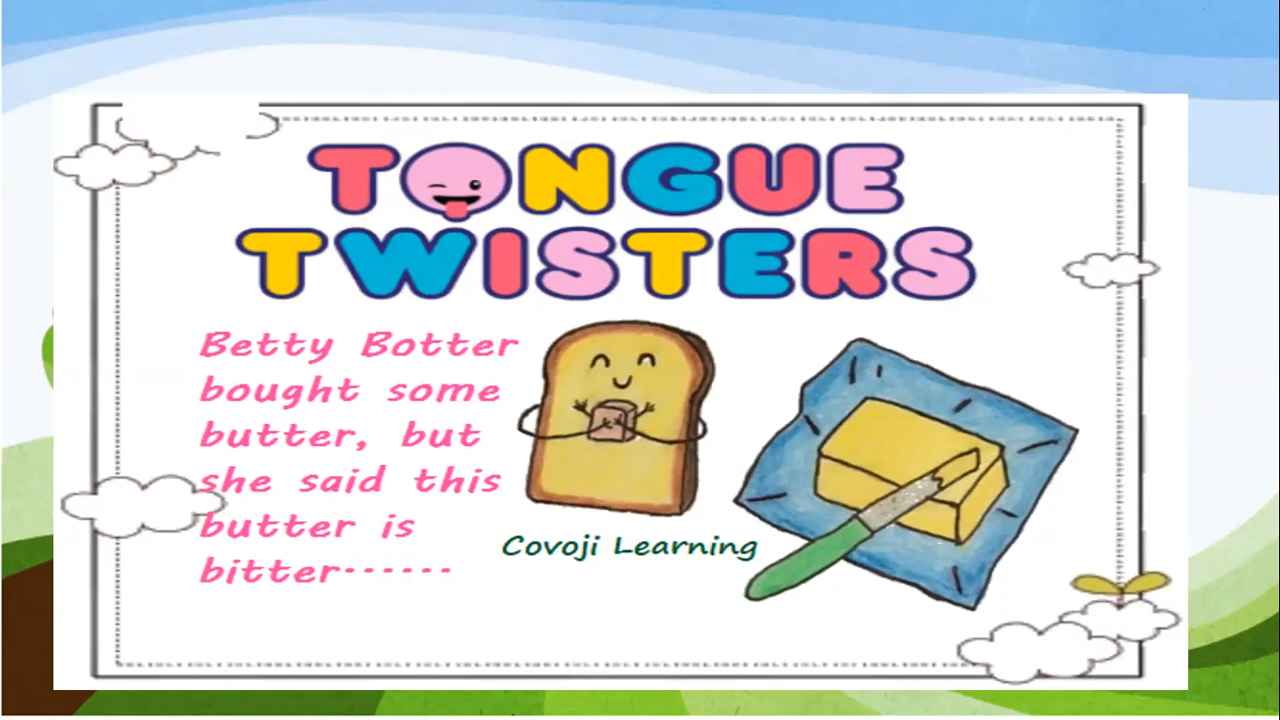 TONGUE
TWISTERS
Betty Botter
bought some
butter, but
she said this
butter is
bitter······
Covoji Learning